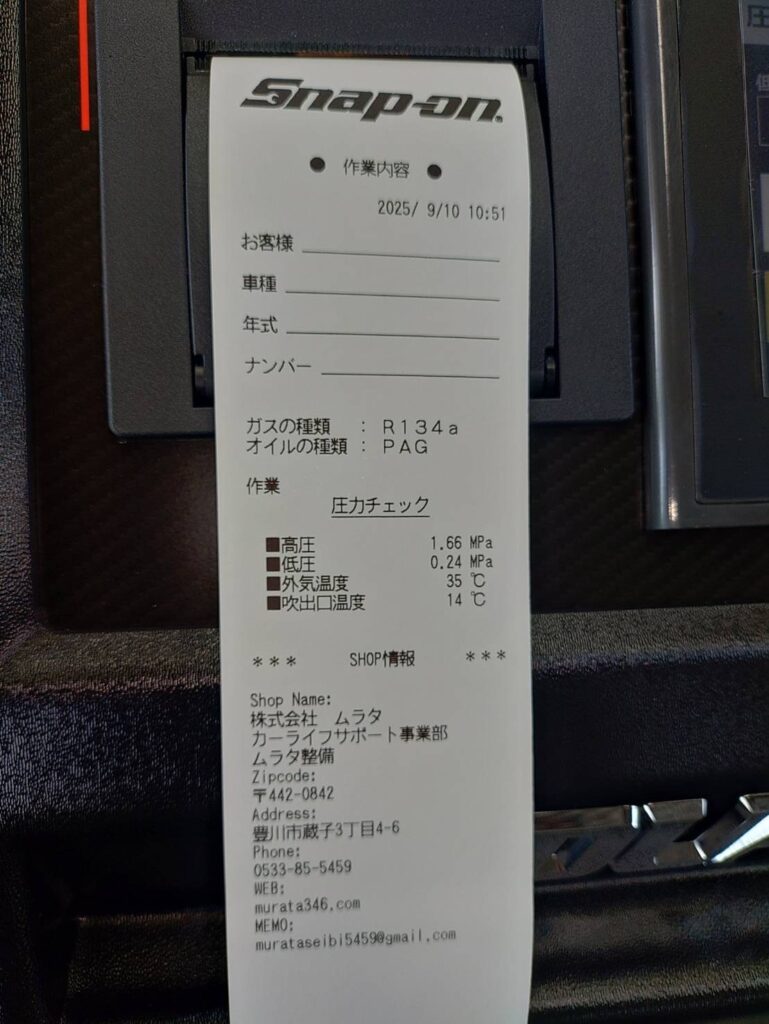 Snap-on
● 作業内容 ●
2025/ 9/10 10:51
お客様
車種
年式
ナンバー
ガスの種類 : R134a
オイルの種類 : PAG
作業
圧力チェック
■高圧 1.66 MPa
■低圧 0.24 MPa
■外気温度 35 ℃
■吹出口温度 14 ℃
*** SHOP情報 ***
Shop Name:
株式会社 ムラタ
カーライフサポート事業部
ムラタ整備
Zipcode:
〒442-0842
Address:
豊川市蔵子3丁目4-6
Phone:
0533-85-5459
WEB:
murata346.com
MEMO:
murataseibi5459@gmail.com
圧